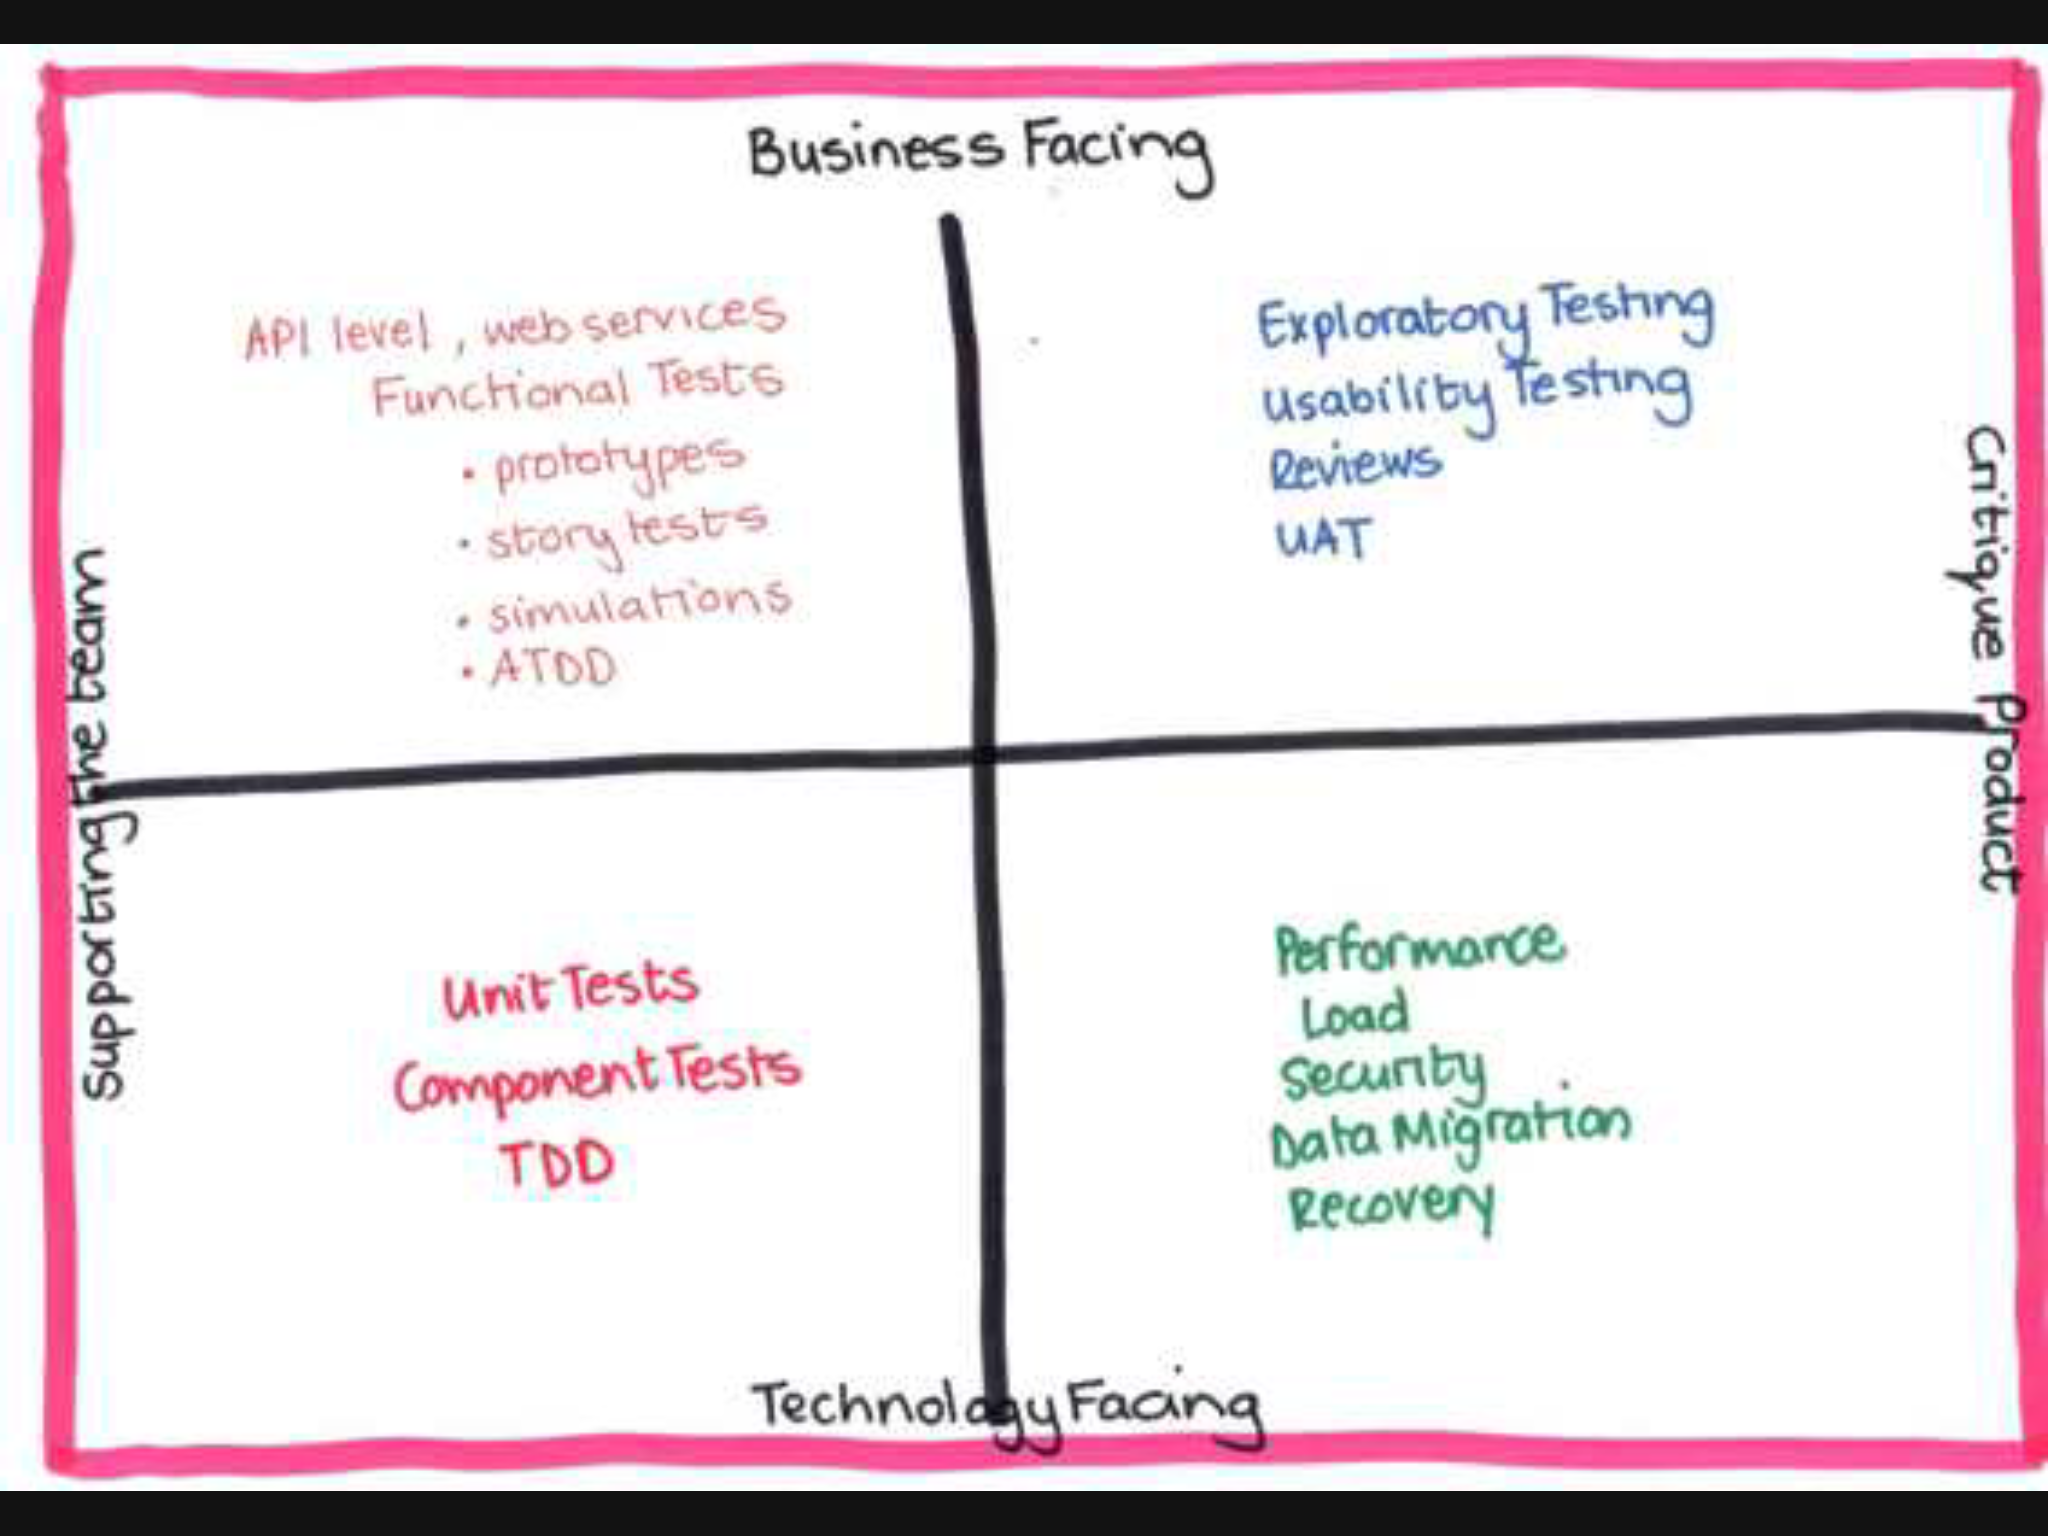 Business Facing
API level, web services
Functional Tests
• prototypes
• story tests
• simulations
• ATDD
Exploratory Testing
Usability Testing
Reviews
UAT
Supporting the team
Critique Product
Unit Tests
Component Tests
TDD
Performance
Load
Security
Data Migration
Recovery
Technology Facing